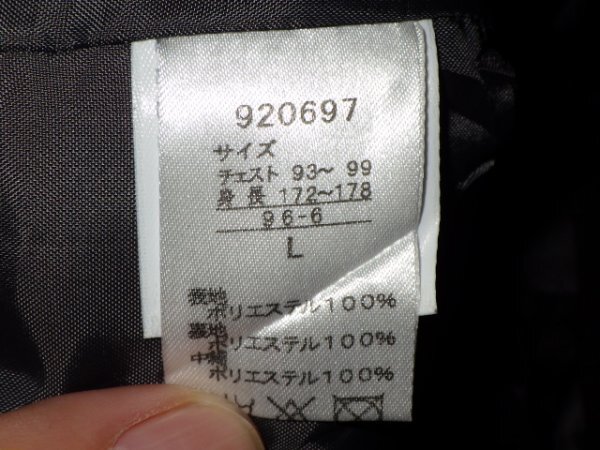 920697
サイズ
チェスト 93～ 99
身長 172～178
96-6
L
表地
ポリエステル100%
裏地
ポリエステル100%
中綿
ポリエステル100%